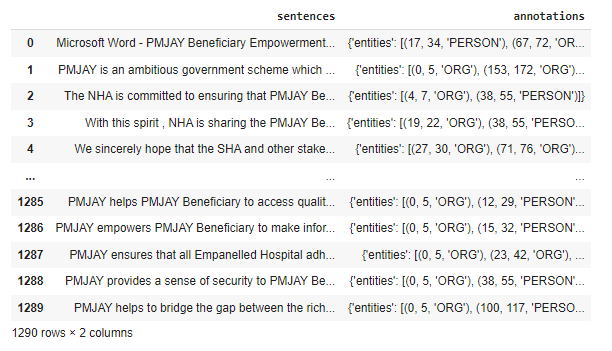 sentences annotations
0 Microsoft Word - PMJAY Beneficiary Empowerment... {'entities': [(17, 34, 'PERSON'), (67, 72, 'OR...
1 PMJAY is an ambitious government scheme which ... {'entities': [(0, 5, 'ORG'), (153, 172, 'ORG')...
2 The NHA is committed to ensuring that PMJAY Be... {'entities': [(4, 7, 'ORG'), (38, 55, 'PERSON')]}
3 With this spirit , NHA is sharing the PMJAY Be... {'entities': [(19, 22, 'ORG'), (38, 55, 'PERSO...
4 We sincerely hope that the SHA and other stake... {'entities': [(27, 30, 'ORG'), (71, 76, 'ORG')...
... ... ...
1285 PMJAY helps PMJAY Beneficiary to access qualit... {'entities': [(0, 5, 'ORG'), (12, 29, 'PERSON'...
1286 PMJAY empowers PMJAY Beneficiary to make infor... {'entities': [(0, 5, 'ORG'), (15, 32, 'PERSON'...
1287 PMJAY ensures that all Empanelled Hospital adh... {'entities': [(0, 5, 'ORG'), (23, 42, 'ORG'), ...
1288 PMJAY provides a sense of security to PMJAY Be... {'entities': [(0, 5, 'ORG'), (38, 55, 'PERSON'...
1289 PMJAY helps to bridge the gap between the rich... {'entities': [(0, 5, 'ORG'), (100, 117, 'PERSO...
1290 rows × 2 columns